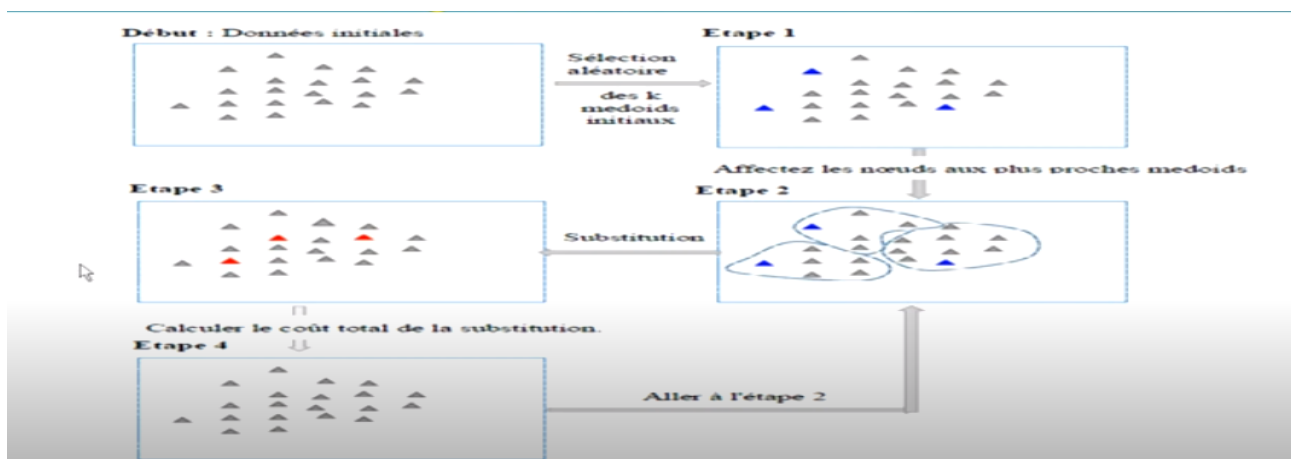 Début : Données initiales
Sélection
aléatoire
des k
medoids
initiaux
Etape 1
Affectez les nœuds aux plus proches medoids
Etape 2
Substitution
Etape 3
Calculer le coût total de la substitution.
Etape 4
Aller à l'étape 2